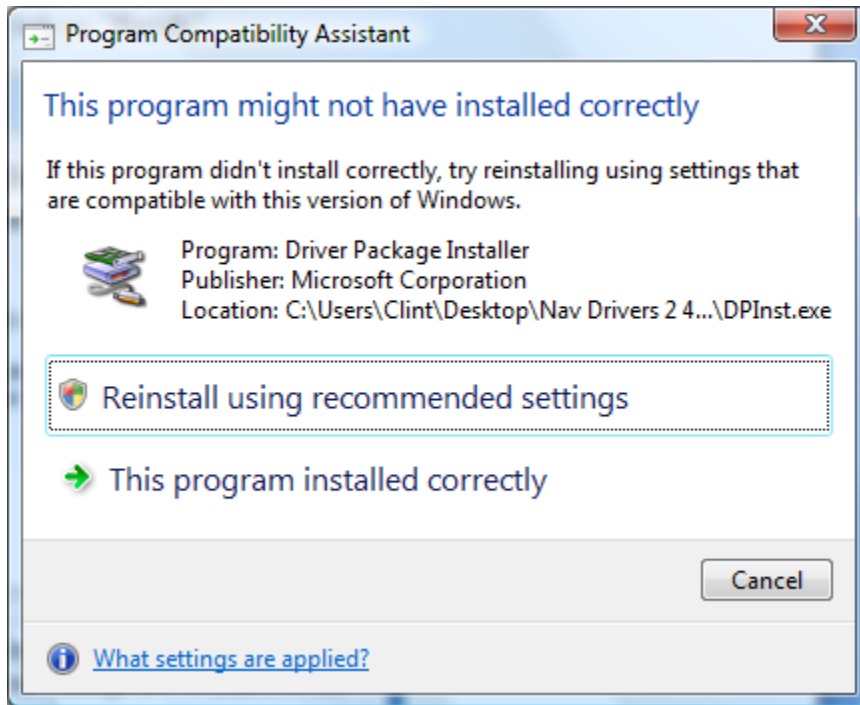 Program Compatibility Assistant
This program might not have installed correctly
If this program didn't install correctly, try reinstalling using settings that
are compatible with this version of Windows.
Program: Driver Package Installer
Publisher: Microsoft Corporation
Location: C:\Users\Clint\Desktop\Nav Drivers 2 4...\DPInst.exe
Reinstall using recommended settings
This program installed correctly
Cancel
What settings are applied?